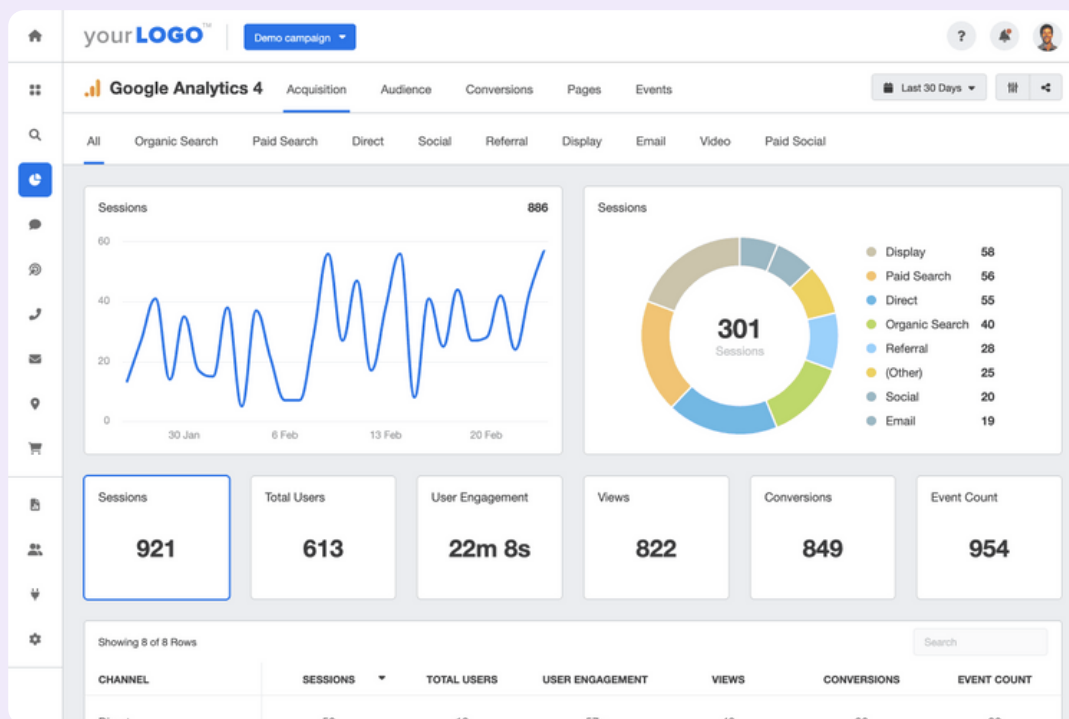 yourLOGO™ Demo campaign ?
Google Analytics 4 Acquisition Audience Conversions Pages Events Last 30 Days
All Organic Search Paid Search Direct Social Referral Display Email Video Paid Social
Sessions 886
60
40
20
0
30 Jan 6 Feb 13 Feb 20 Feb
Sessions
301
Sessions
Display 58
Paid Search 56
Direct 55
Organic Search 40
Referral 28
(Other) 25
Social 20
Email 19
Sessions Total Users User Engagement Views Conversions Event Count
921 613 22m 8s 822 849 954
Showing 8 of 8 Rows Search
CHANNEL SESSIONS TOTAL USERS USER ENGAGEMENT VIEWS CONVERSIONS EVENT COUNT